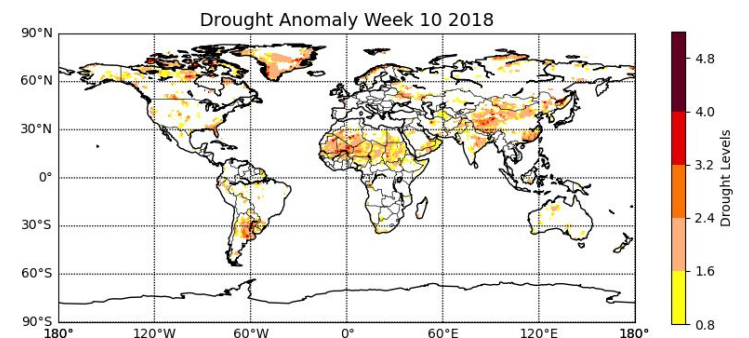 Drought Anomaly Week 10 2018
90°N
60°N
30°N
0°
30°S
60°S
90°S
180° 120°W 60°W 0° 60°E 120°E 180°
4.8
4.0
3.2
2.4
1.6
0.8
Drought Levels